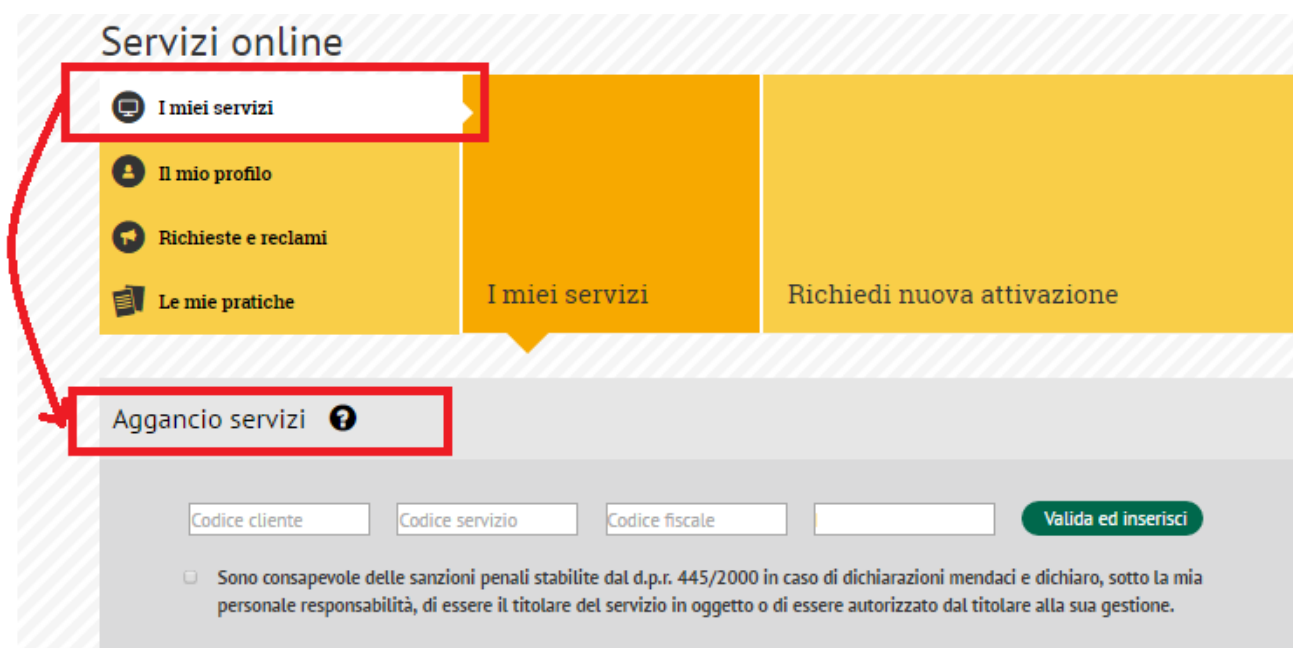 Servizi online
I miei servizi
Il mio profilo
Richieste e reclami
Le mie pratiche
I miei servizi
Richiedi nuova attivazione
Aggancio servizi ?
Codice cliente
Codice servizio
Codice fiscale
Valida ed inserisci
Sono consapevole delle sanzioni penali stabilite dal d.p.r. 445/2000 in caso di dichiarazioni mendaci e dichiaro, sotto la mia
personale responsabilità, di essere il titolare del servizio in oggetto o di essere autorizzato dal titolare alla sua gestione.